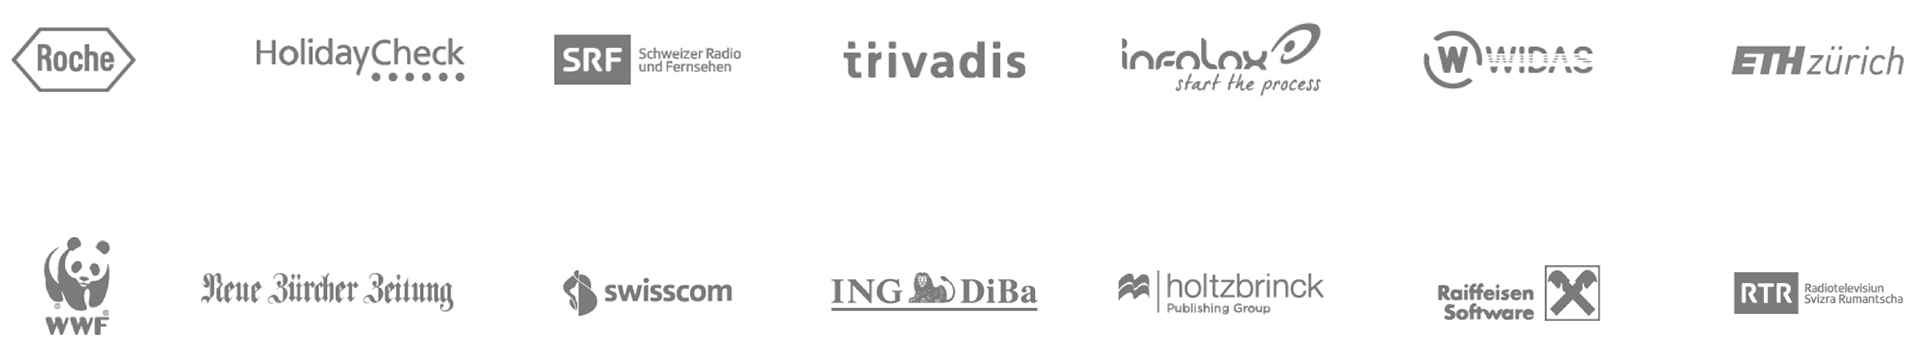 Roche
HolidayCheck
SRF Schweizer Radio
und Fernsehen
trivadis
infolox
start the process
W WIDAS
ETH zürich
WWF
®
Neue Zürcher Zeitung
swisscom
ING DiBa
holtzbrinck
Publishing Group
Raiffeisen
Software
RTR Radiotelevisiun
Svizra Rumantscha